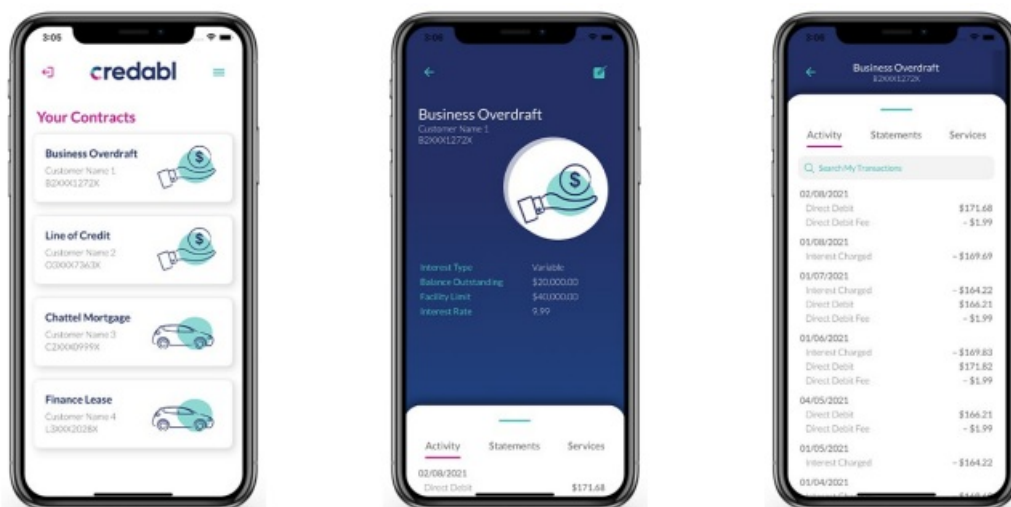 3:05
credabl
Your Contracts
Business Overdraft
Customer Name 1
B2XXX1272X
Line of Credit
Customer Name 2
Chattel Mortgage
Customer Name 3
C2XXX0999X
Finance Lease
Customer Name 4
L3XXX2028X
3:06
Business Overdraft
Customer Name 1
B2XXX1272X
Interest Type Variable
Balance Outstanding $20,000.00
Facility Limit $40,000.00
Interest Rate 9.99
Activity Statements Services
02/08/2021
Direct Debit $171.68
3:06
Business Overdraft
B2XXX1272X
Activity Statements Services
Search My Transactions
02/08/2021
Direct Debit $171.68
Direct Debit Fee - $1.99
01/08/2021
Interest Charged - $169.69
01/07/2021
Interest Charged - $164.22
Direct Debit $166.21
Direct Debit Fee - $1.99
01/06/2021
Interest Charged - $169.83
Direct Debit $171.82
Direct Debit Fee - $1.99
04/05/2021
Direct Debit $166.21
Direct Debit Fee - $1.99
01/05/2021
Interest Charged - $164.22
01/04/2021